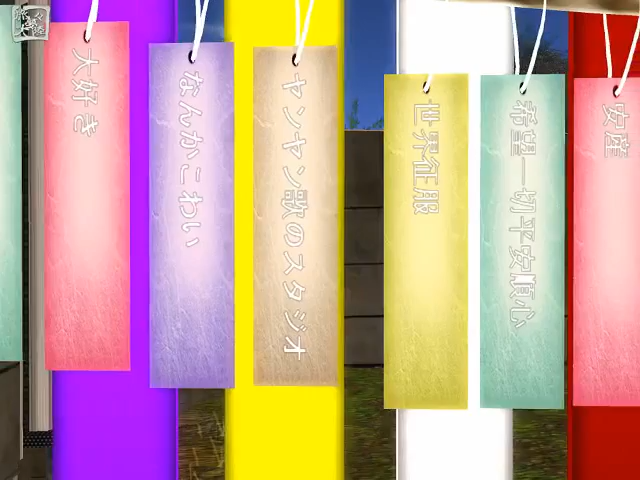 大好き
なんかこわい
ヤンヤン歌のスタジオ
世界征服
希望一切平安順心
安産